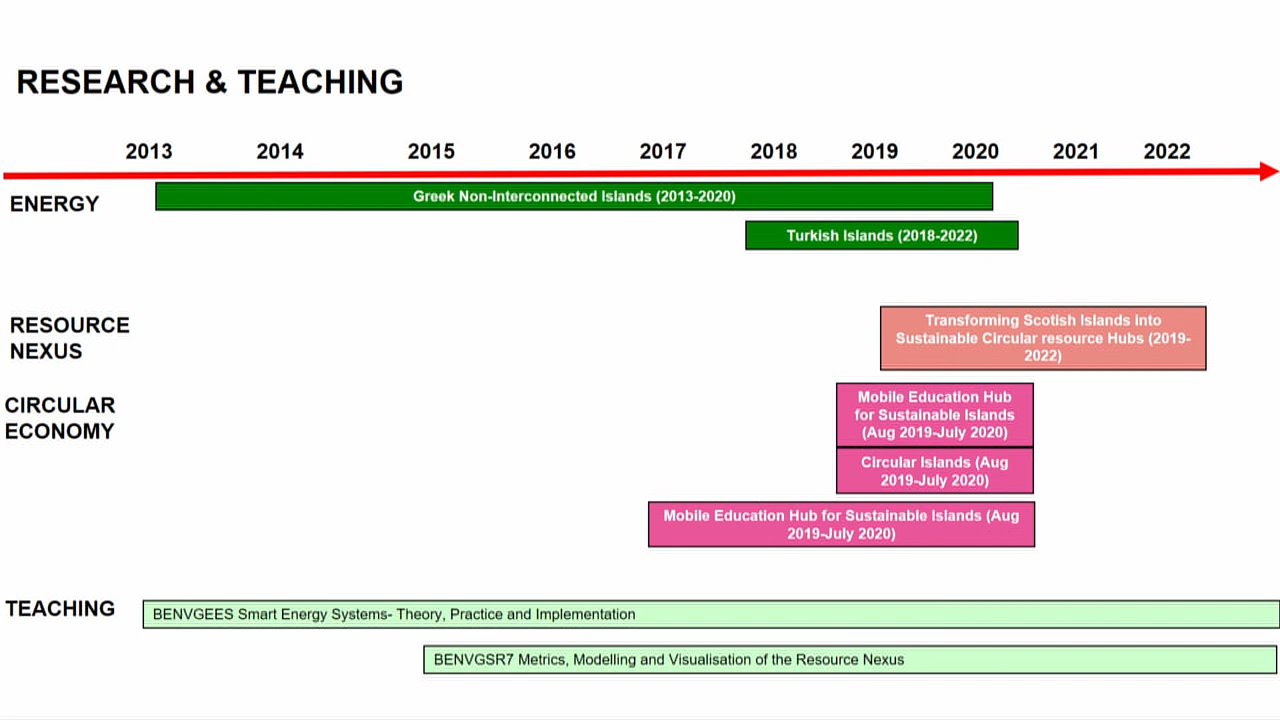 RESEARCH & TEACHING
2013 2014 2015 2016 2017 2018 2019 2020 2021 2022
ENERGY
Greek Non-Interconnected Islands (2013-2020)
Turkish Islands (2018-2022)
RESOURCE
NEXUS
Transforming Scotish Islands into
Sustainable Circular resource Hubs (2019-
2022)
CIRCULAR
ECONOMY
Mobile Education Hub
for Sustainable Islands
(Aug 2019-July 2020)
Circular Islands (Aug
2019-July 2020)
Mobile Education Hub for Sustainable Islands (Aug
2019-July 2020)
TEACHING
BENVGEES Smart Energy Systems- Theory, Practice and Implementation
BENVGSR7 Metrics, Modelling and Visualisation of the Resource Nexus